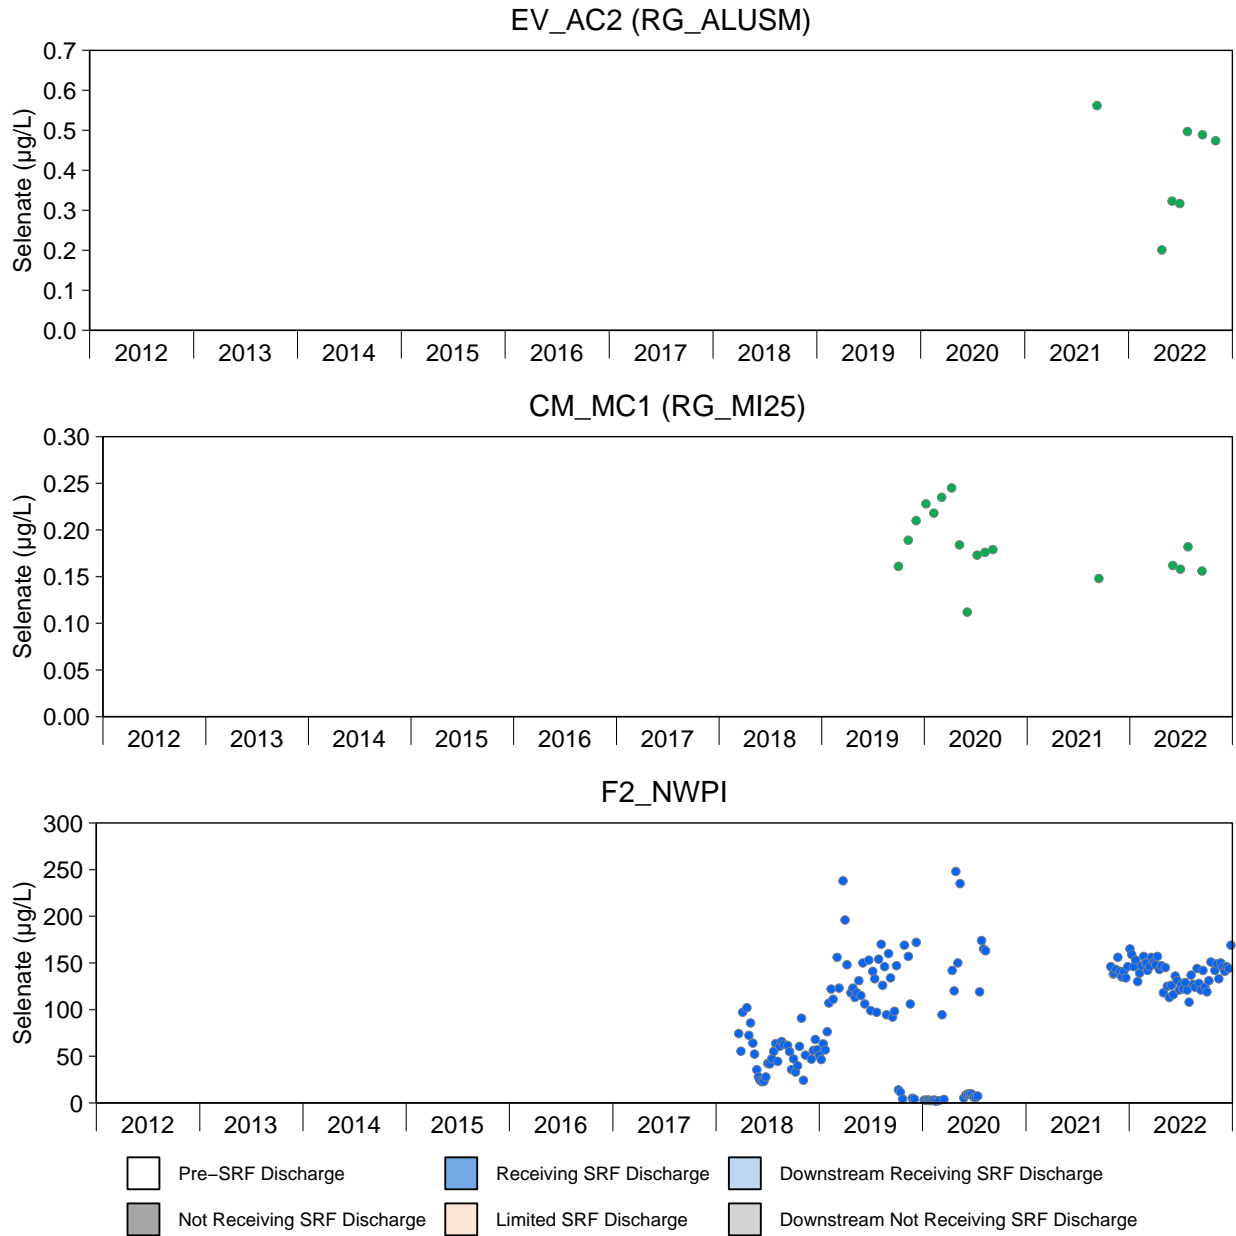 EV_AC2 (RG_ALUSM)
Selenate (µg/L)
0.7
0.6
0.5
0.4
0.3
0.2
0.1
0.0
2012 2013 2014 2015 2016 2017 2018 2019 2020 2021 2022
CM_MC1 (RG_MI25)
Selenate (µg/L)
0.30
0.25
0.20
0.15
0.10
0.05
0.00
2012 2013 2014 2015 2016 2017 2018 2019 2020 2021 2022
F2_NWPI
Selenate (µg/L)
300
250
200
150
100
50
0
2012 2013 2014 2015 2016 2017 2018 2019 2020 2021 2022
Pre−SRF Discharge Receiving SRF Discharge Downstream Receiving SRF Discharge
Not Receiving SRF Discharge Limited SRF Discharge Downstream Not Receiving SRF Discharge